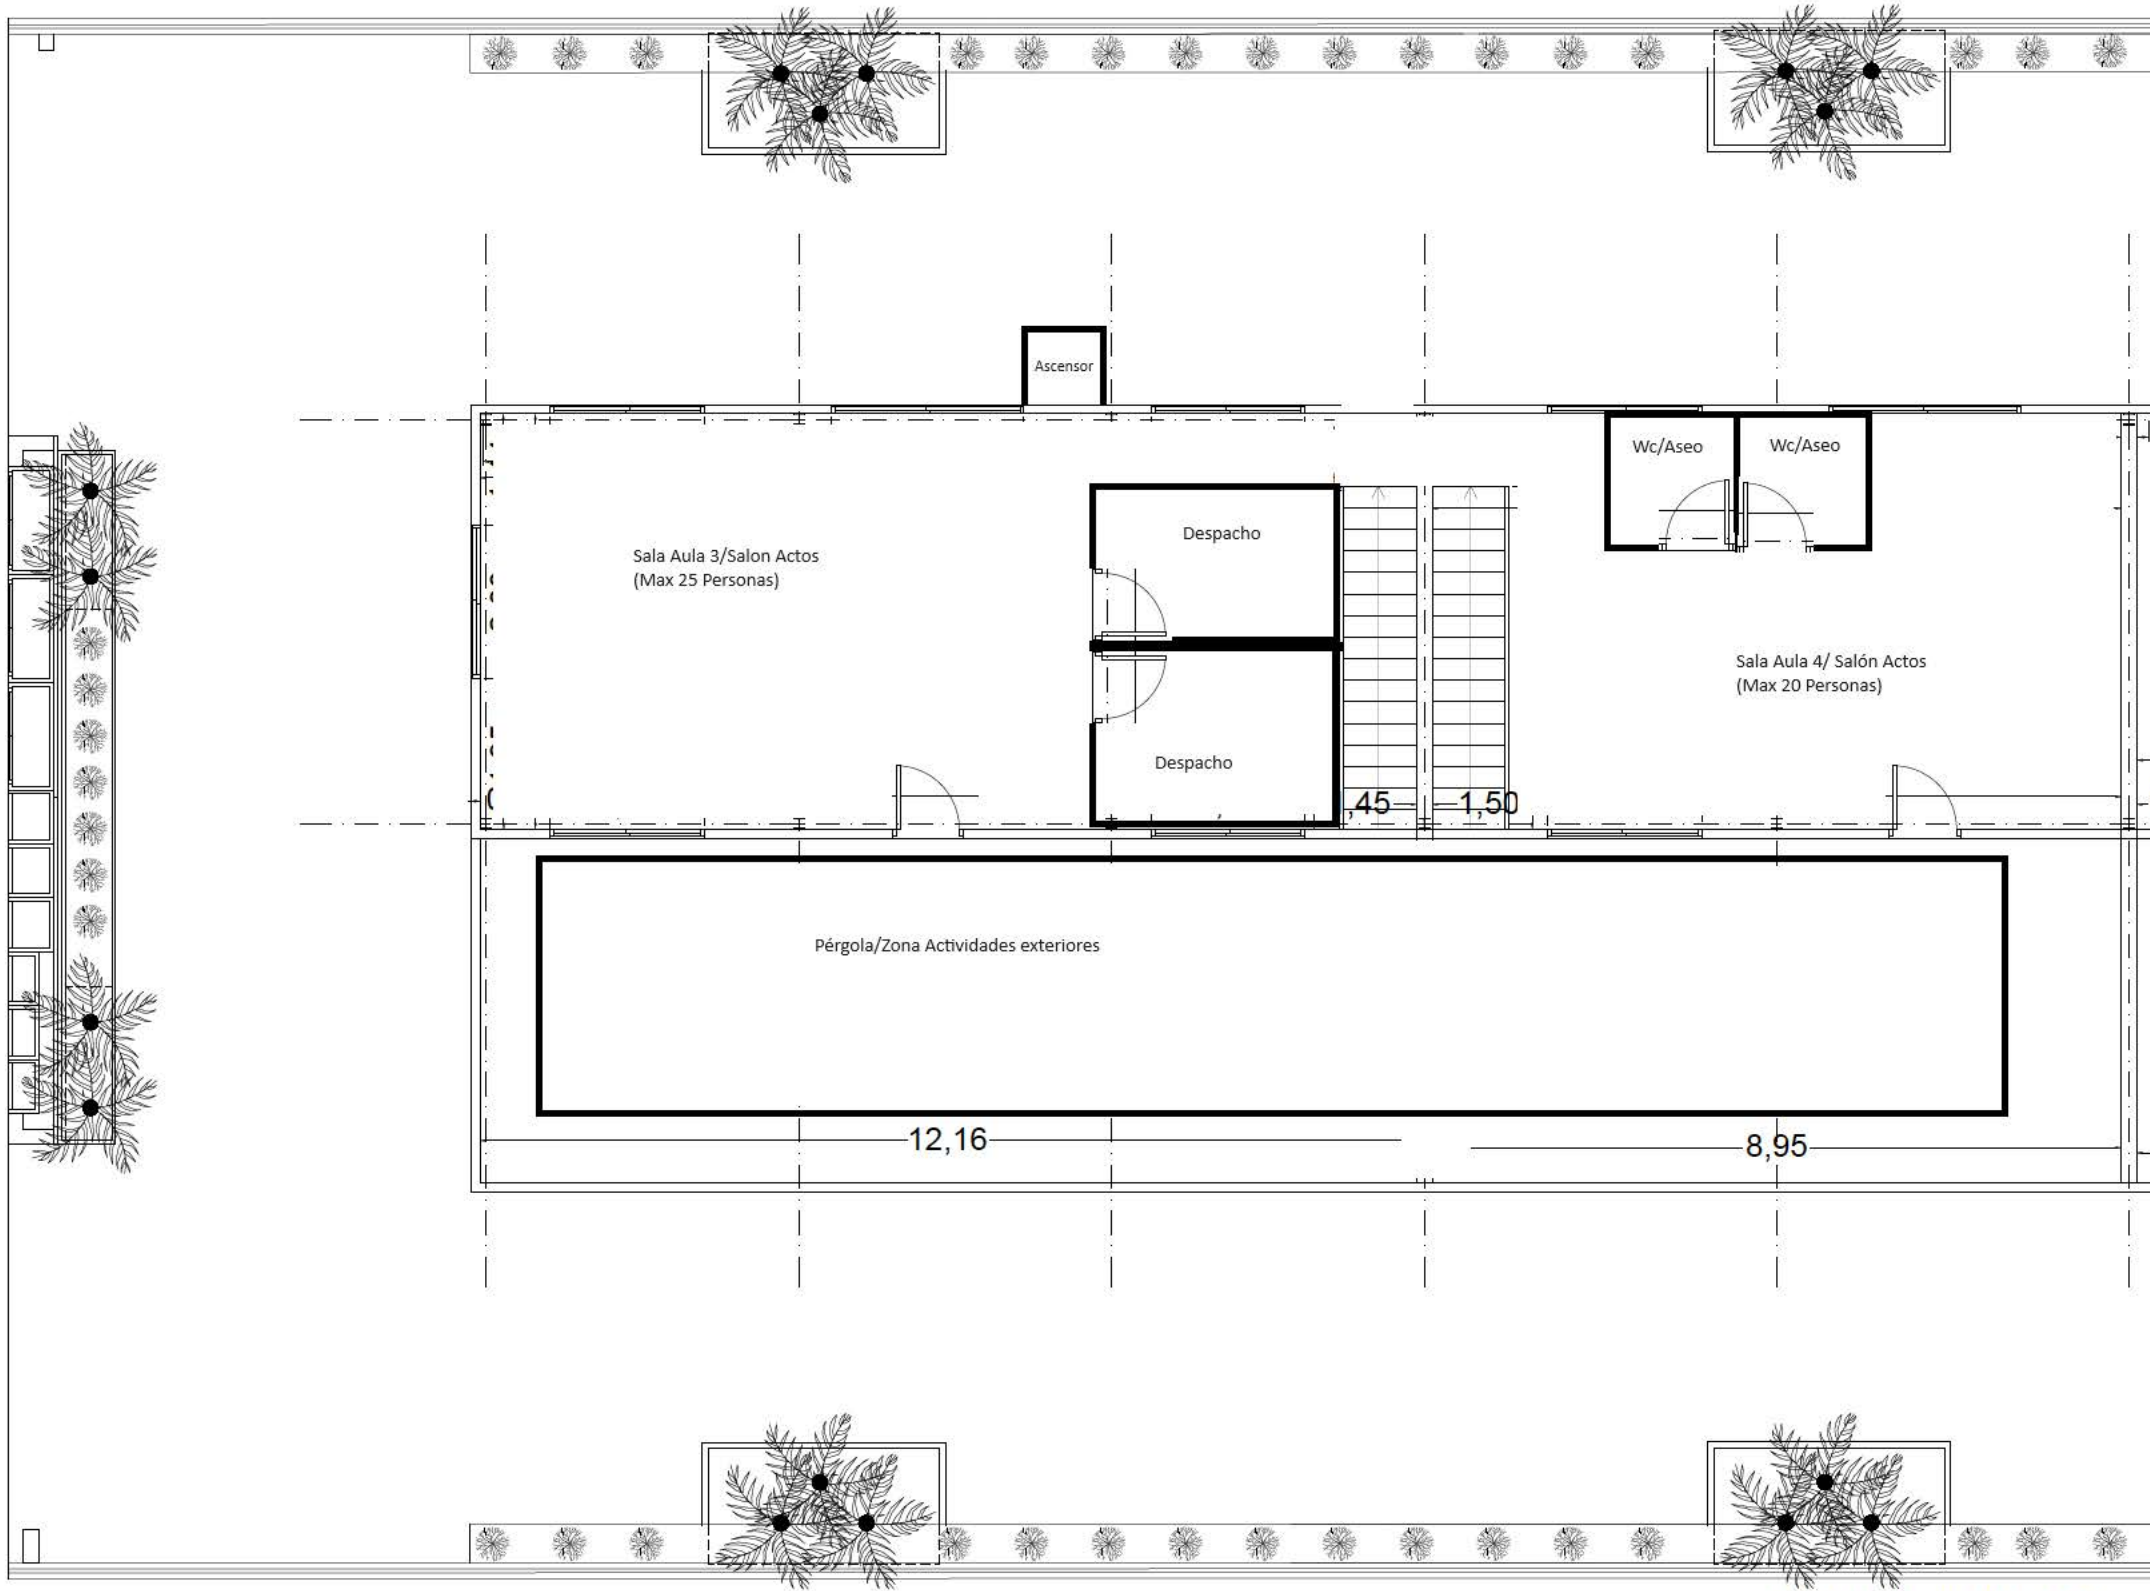 Ascensor
Wc/Aseo
Wc/Aseo
Despacho
Sala Aula 3/Salon Actos
(Max 25 Personas)
Sala Aula 4/ Salón Actos
(Max 20 Personas)
Despacho
,45
1,50
Pérgola/Zona Actividades exteriores
12,16
8,95